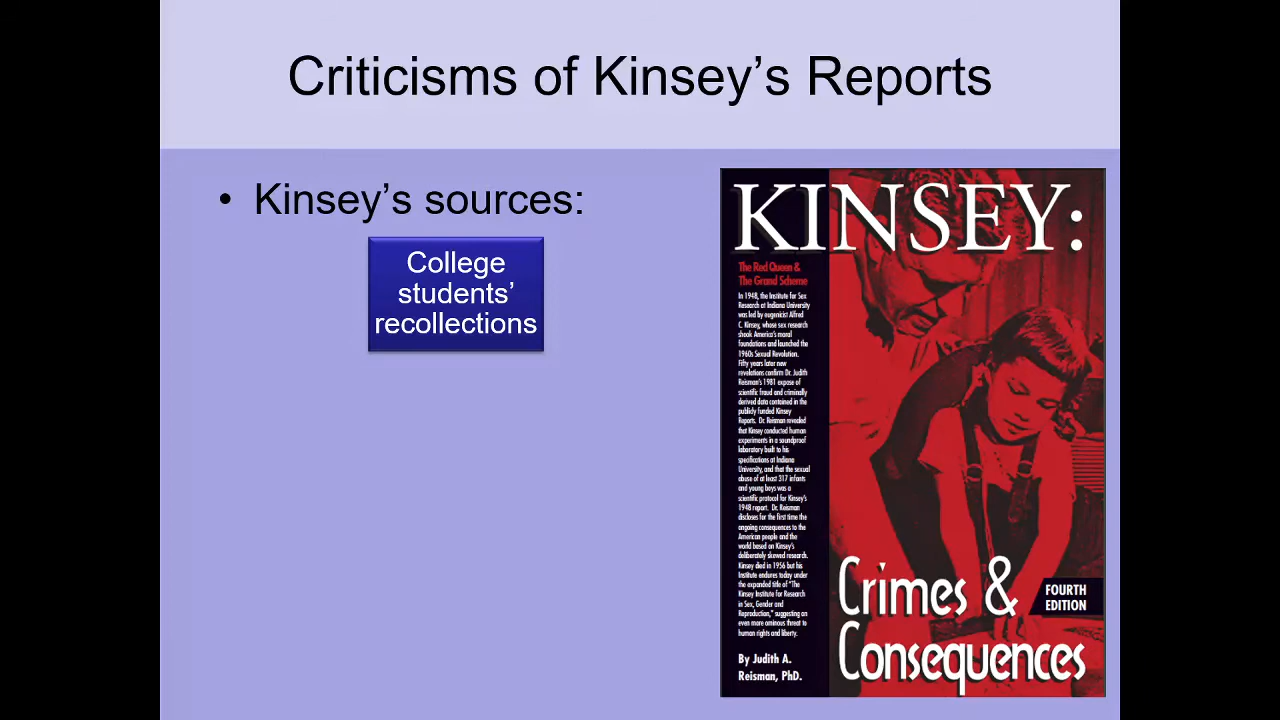 Criticisms of Kinsey’s Reports
• Kinsey’s sources:
College
students’
recollections
KINSEY:
The Red Queen &
The Grand Scheme
In 1948, the Institute for Sex
Research at Indiana University
was led by eugenicist Alfred
C. Kinsey, whose sex research
shook America's moral
foundations and launched the
1960s Sexual Revolution.
Fifty years later new
revelations confirm Dr. Judith
Reisman's 1981 expose of
scientific fraud and criminally
derived data contained in the
publicly funded Kinsey
Reports. Dr. Reisman revealed
that Kinsey conducted human
experiments in a soundproof
laboratory built to his
specifications at Indiana
University, and that the sexual
abuse of at least 317 infants
and young boys was a
scientific protocol for Kinsey's
1948 report. Dr. Reisman
discloses for the first time the
ongoing consequences to the
American people and the
world based on Kinsey's
deliberately skewed research.
Kinsey died in 1956 but his
Institute endures today under
the expanded title of "The
Kinsey Institute for Research
in Sex, Gender and
Reproduction," suggesting an
even more ominous threat to
human rights and liberty.
By Judith A.
Reisman, PhD.
Crimes &
Consequences
FOURTH
EDITION